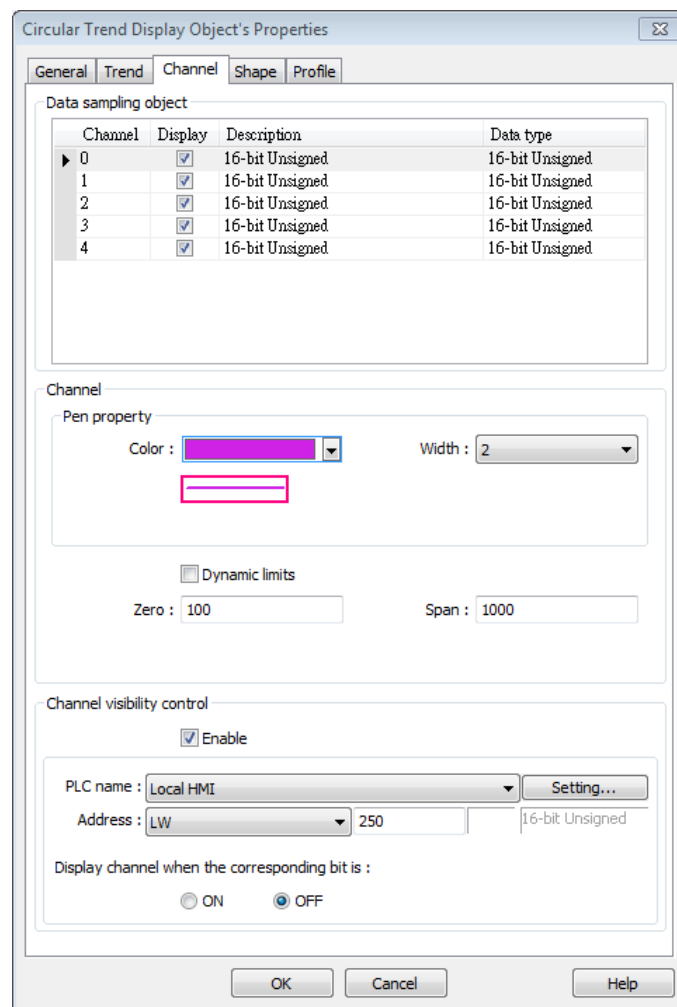 Circular Trend Display Object's Properties
General Trend Channel Shape Profile
Data sampling object
Channel Display Description Data type
0 16-bit Unsigned 16-bit Unsigned
1 16-bit Unsigned 16-bit Unsigned
2 16-bit Unsigned 16-bit Unsigned
3 16-bit Unsigned 16-bit Unsigned
4 16-bit Unsigned 16-bit Unsigned
Channel
Pen property
Color : Width : 2
Dynamic limits
Zero : 100 Span : 1000
Channel visibility control
Enable
PLC name : Local HMI Setting...
Address : LW 250 16-bit Unsigned
Display channel when the corresponding bit is :
ON OFF
OK Cancel Help